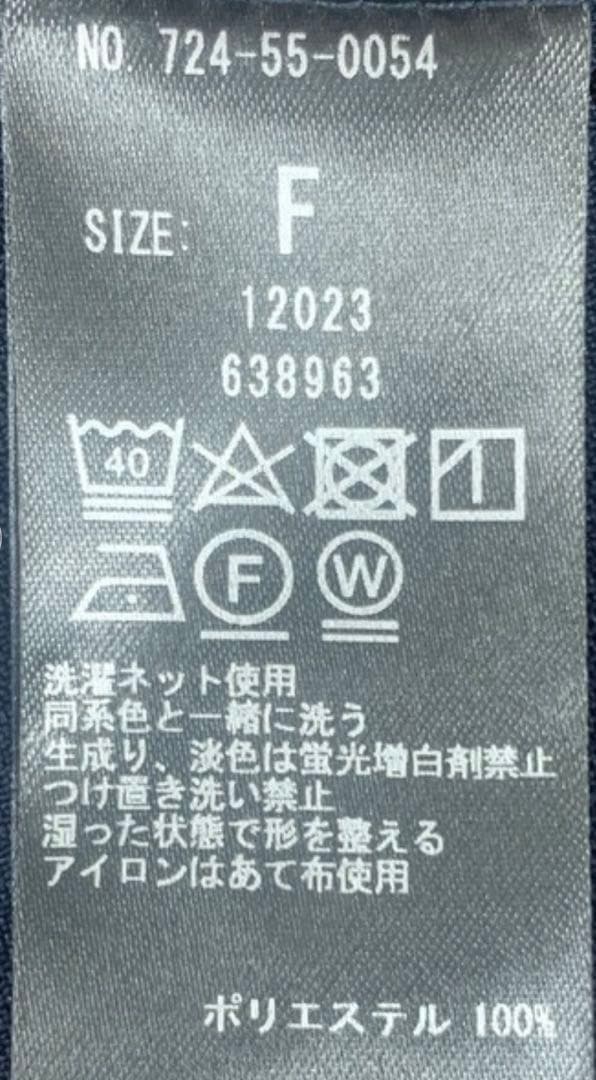 NO. 724-55-0054
SIZE: F
12023
638963
40
F W
洗濯ネット使用
同系色と一緒に洗う
生成り、淡色は蛍光増白剤禁止
つけ置き洗い禁止
湿った状態で形を整える
アイロンはあて布使用
ポリエステル 100%